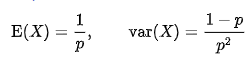 E(X) = 1/p,    var(X) = (1 − p)/p²